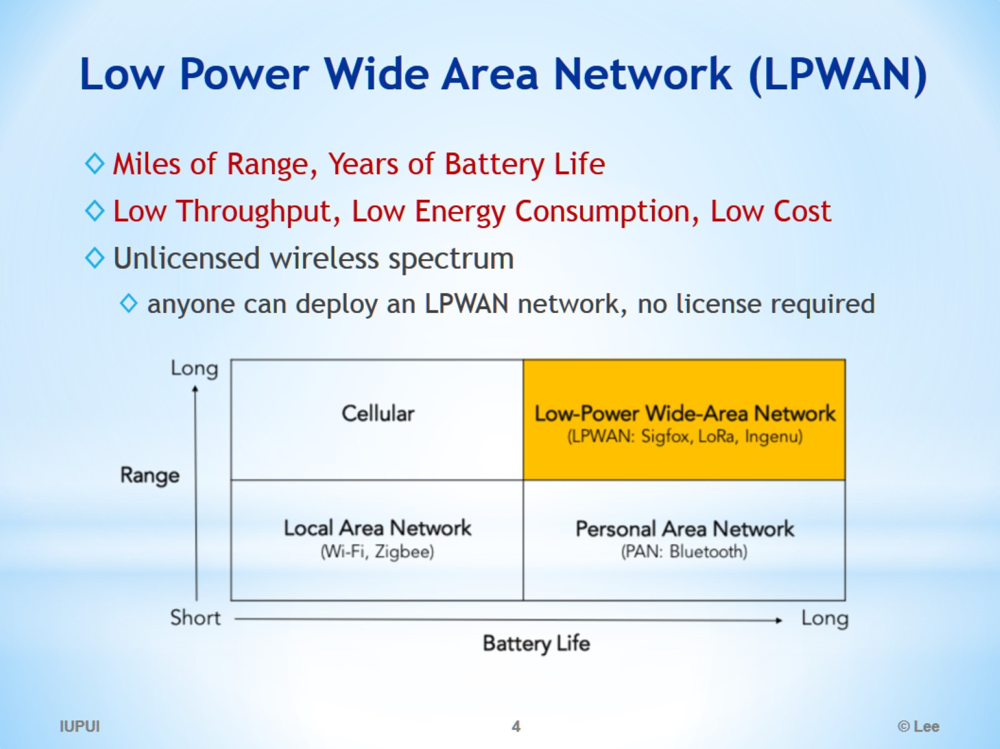 Low Power Wide Area Network (LPWAN)
Miles of Range, Years of Battery Life
Low Throughput, Low Energy Consumption, Low Cost
Unlicensed wireless spectrum
anyone can deploy an LPWAN network, no license required
Long
Cellular
Low-Power Wide-Area Network
(LPWAN: Sigfox, LoRa, Ingenu)
Range
Local Area Network
(Wi-Fi, Zigbee)
Personal Area Network
(PAN: Bluetooth)
Short
Long
Battery Life
IUPUI
4
© Lee